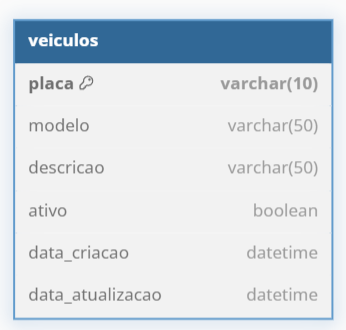 veiculos
placa varchar(10)
modelo varchar(50)
descricao varchar(50)
ativo boolean
data_criacao datetime
data_atualizacao datetime